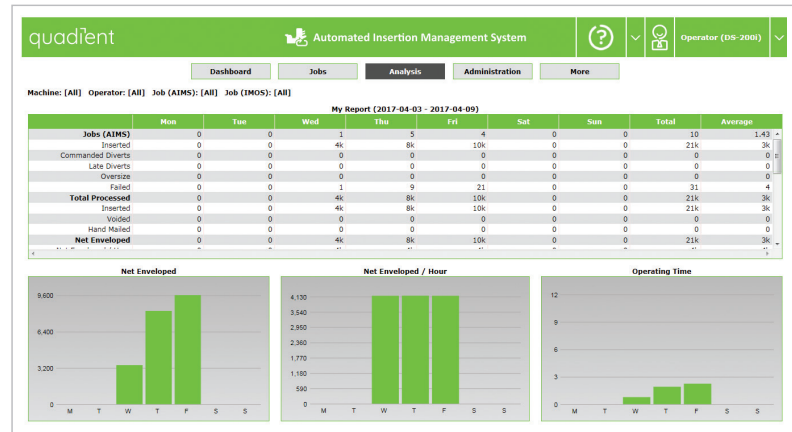 quadient Automated Insertion Management System ? Operator (DS-200i)
Dashboard Jobs Analysis Administration More
Machine: [All] Operator: [All] Job (AIMS): [All] Job (IMOS): [All]
My Report (2017-04-03 - 2017-04-09)
Mon Tue Wed Thu Fri Sat Sun Total Average
Jobs (AIMS) 0 0 1 5 4 0 0 10 1.43
Inserted 0 0 4k 8k 10k 0 0 21k 3k
Commanded Diverts 0 0 0 0 0 0 0 0 0
Late Diverts 0 0 0 0 0 0 0 0 0
Oversize 0 0 0 0 0 0 0 0 0
Failed 0 0 1 9 21 0 0 31 4
Total Processed 0 0 4k 8k 10k 0 0 21k 3k
Inserted 0 0 4k 8k 10k 0 0 21k 3k
Voided 0 0 0 0 0 0 0 0 0
Hand Mailed 0 0 0 0 0 0 0 0 0
Net Enveloped 0 0 4k 8k 10k 0 0 21k 3k
Net Enveloped
9,600
6,400
3,200
0
M T W T F S S
Net Enveloped / Hour
4,130
3,540
2,950
2,360
1,770
1,180
590
0
M T W T F S S
Operating Time
12
9
6
3
0
M T W T F S S